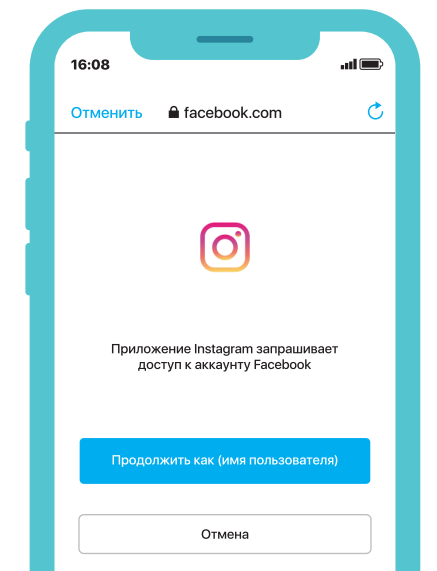 16:08
Отменить facebook.com
Приложение Instagram запрашивает
доступ к аккаунту Facebook
Продолжить как (имя пользователя)
Отмена